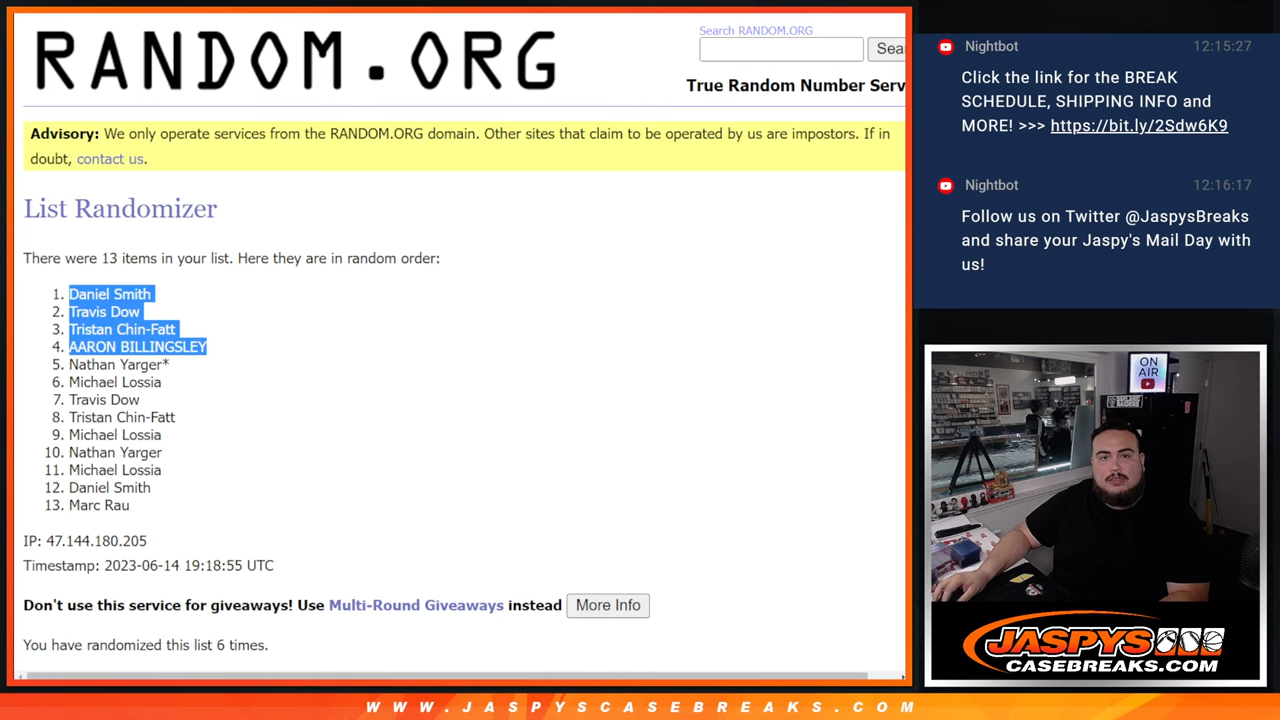 RANDOM.ORG
Search RANDOM.ORG
Sear
True Random Number Serv
Advisory: We only operate services from the RANDOM.ORG domain. Other sites that claim to be operated by us are impostors. If in
doubt, contact us.
List Randomizer
There were 13 items in your list. Here they are in random order:
1. Daniel Smith
2. Travis Dow
3. Tristan Chin-Fatt
4. AARON BILLINGSLEY
5. Nathan Yarger*
6. Michael Lossia
7. Travis Dow
8. Tristan Chin-Fatt
9. Michael Lossia
10. Nathan Yarger
11. Michael Lossia
12. Daniel Smith
13. Marc Rau
IP: 47.144.180.205
Timestamp: 2023-06-14 19:18:55 UTC
Don't use this service for giveaways! Use Multi-Round Giveaways instead More Info
You have randomized this list 6 times.
Nightbot 12:15:27
Click the link for the BREAK
SCHEDULE, SHIPPING INFO and
MORE! >>> https://bit.ly/2Sdw6K9
Nightbot 12:16:17
Follow us on Twitter @JaspysBreaks
and share your Jaspy's Mail Day with
us!
ON
AIR
JASPYS
CASEBREAKS.COM
WWW.JASPYSCASEBREAKS.COM